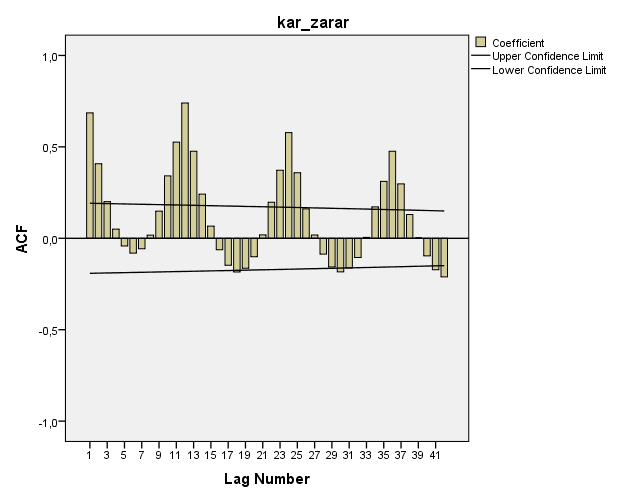 kar_zarar
Coefficient
Upper Confidence Limit
Lower Confidence Limit
1,0
0,5
0,0
-0,5
-1,0
ACF
1 3 5 7 9 11 13 15 17 19 21 23 25 27 29 31 33 35 37 39 41
Lag Number